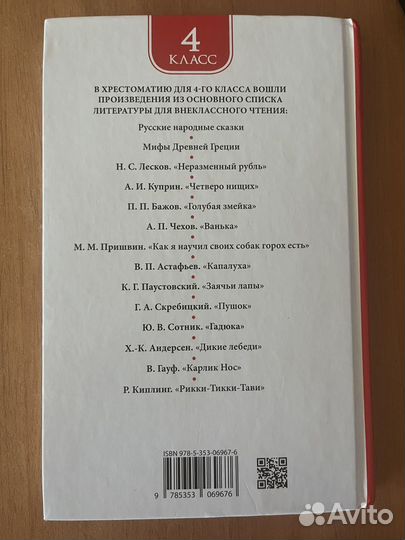 4
КЛАСС
В ХРЕСТОМАТИЮ ДЛЯ 4-ГО КЛАССА ВОШЛИ
ПРОИЗВЕДЕНИЯ ИЗ ОСНОВНОГО СПИСКА
ЛИТЕРАТУРЫ ДЛЯ ВНЕКЛАССНОГО ЧТЕНИЯ:
Русские народные сказки
Мифы Древней Греции
Н. С. Лесков. «Неразменный рубль»
А. И. Куприн. «Четверо нищих»
П. П. Бажов. «Голубая змейка»
А. П. Чехов. «Ванька»
М. М. Пришвин. «Как я научил своих собак горох есть»
В. П. Астафьев. «Капалуха»
К. Г. Паустовский. «Заячьи лапы»
Г. А. Скребицкий. «Пушок»
Ю. В. Сотник. «Гадюка»
Х.-К. Андерсен. «Дикие лебеди»
В. Гауф. «Карлик Нос»
Р. Киплинг. «Рикки-Тикки-Тави»
ISBN 978-5-353-06967-6
9 785353 069676
Avito